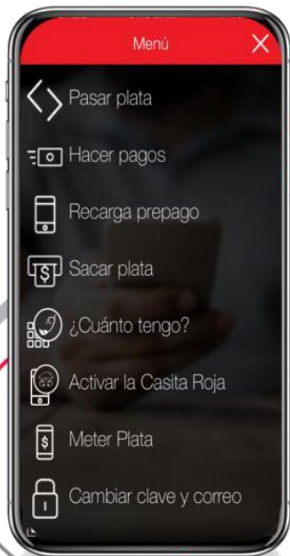 Menú
Pasar plata
Hacer pagos
Recarga prepago
Sacar plata
¿Cuánto tengo?
Activar la Casita Roja
Meter Plata
Cambiar clave y correo